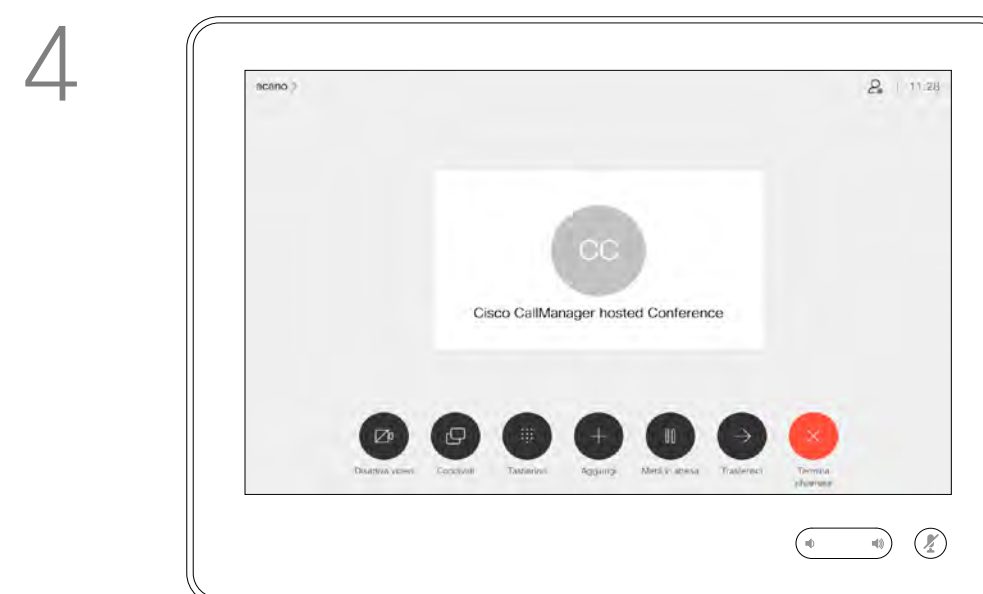 4
acano >
11:28
CC
Cisco CallManager hosted Conference
Disattiva video
Condividi
Tastierino
Aggiungi
Metti in attesa
Trasferisci
Termina
chiamata